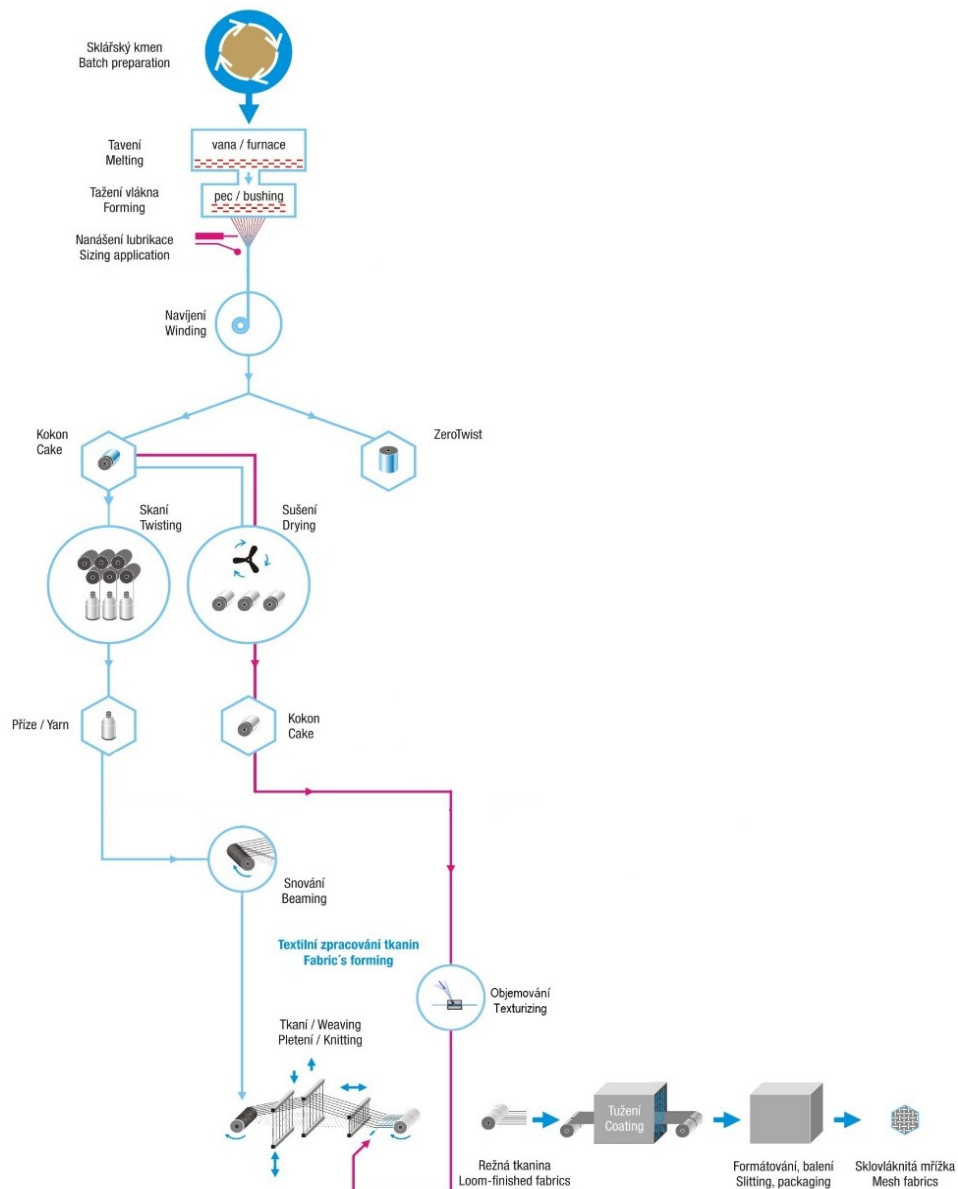 Sklářský kmen
Batch preparation
Tavení
Melting
vana / furnace
Tažení vlákna
Forming
pec / bushing
Nanášení lubrikace
Sizing application
Navíjení
Winding
Kokon
Cake
ZeroTwist
Skaní
Twisting
Sušení
Drying
Příze / Yarn
Kokon
Cake
Snování
Beaming
Textilní zpracování tkanin
Fabric´s forming
Objemování
Texturizing
Tkaní / Weaving
Pletení / Knitting
Tužení
Coating
Režná tkanina
Loom-finished fabrics
Formátování, balení
Slitting, packaging
Sklovláknitá mřížka
Mesh fabrics